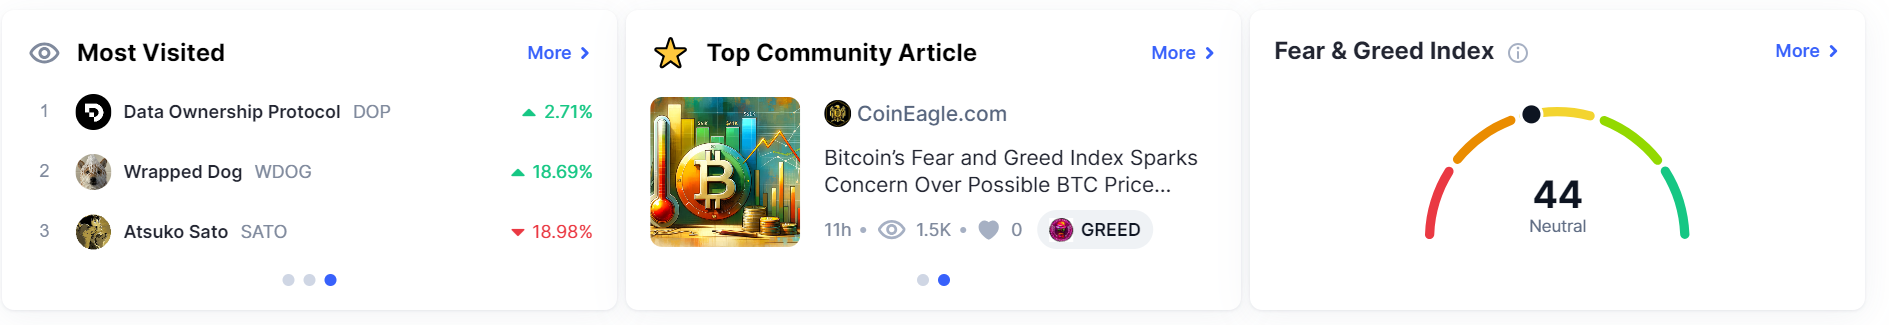 Most Visited
More
1 Data Ownership Protocol DOP 2.71%
2 Wrapped Dog WDOG 18.69%
3 Atsuko Sato SATO 18.98%
Top Community Article
More
CoinEagle.com
Bitcoin’s Fear and Greed Index Sparks
Concern Over Possible BTC Price...
11h • 1.5K • 0 GREED
Fear & Greed Index
More
44
Neutral